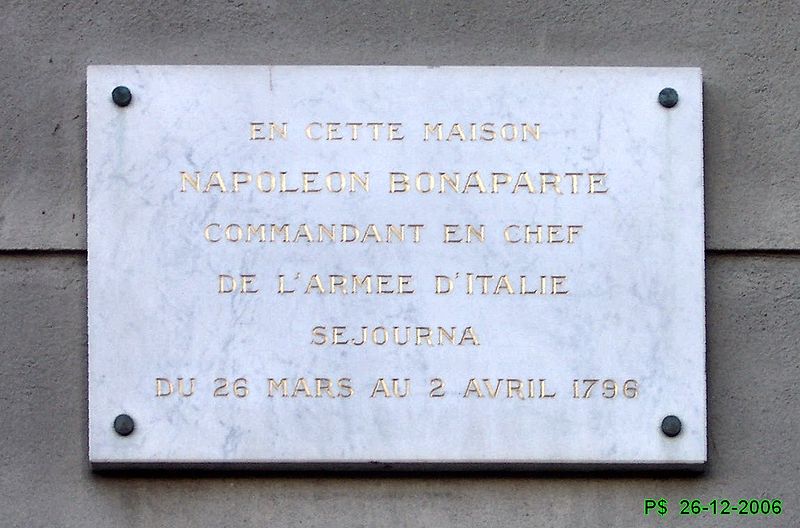 EN CETTE MAISON
NAPOLEON BONAPARTE
COMMANDANT EN CHEF
DE L'ARMEE D'ITALIE
SEJOURNA
DU 26 MARS AU 2 AVRIL 1796
P$ 26-12-2006